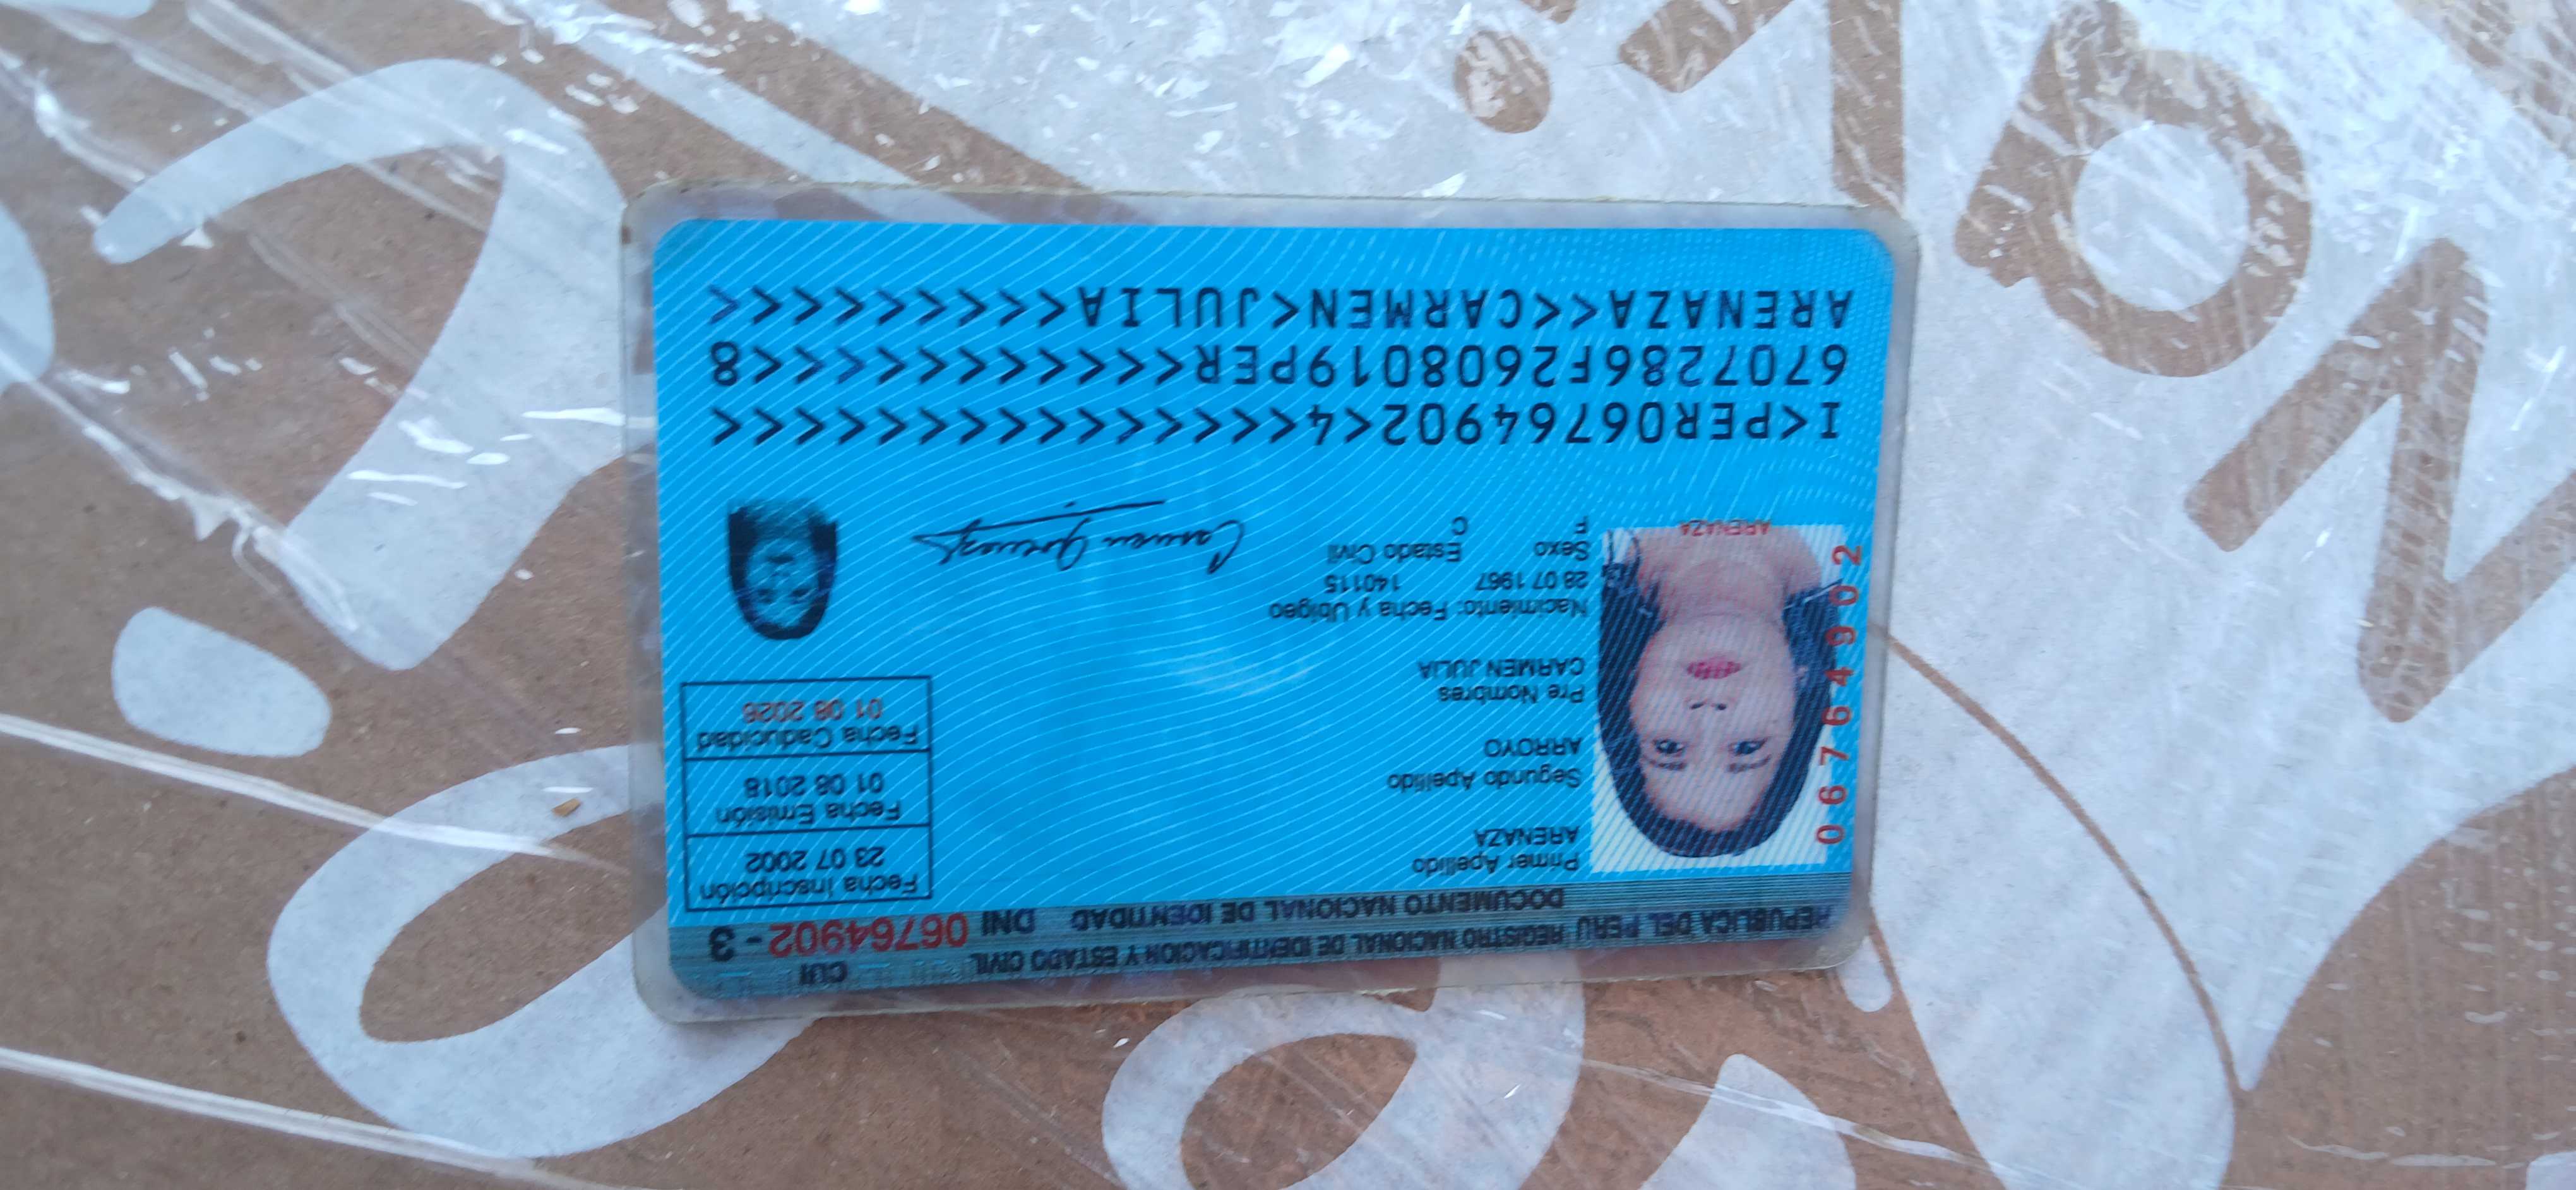 REPUBLICA DEL PERU REGISTRO NACIONAL DE IDENTIFICACION Y ESTADO CIVIL CUI
DOCUMENTO NACIONAL DE IDENTIDAD DNI 06764902 - 3
Primer Apellido
ARENAZA
Segundo Apellido
ARROYO
Pre Nombres
CARMEN JULIA
Nacimiento: Fecha y Ubigeo
28 07 1967 140115
Sexo Estado Civil
F C
Fecha Inscripción
23 07 2002
Fecha Emisión
01 08 2018
Fecha Caducidad
01 08 2026
06764902
ARENAZA
I<PER06764902<4<<<<<<<<<<<<<<<
6707286F2608019PER<<<<<<<<<<<8
ARENAZA<<CARMEN<JULIA<<<<<<<<<